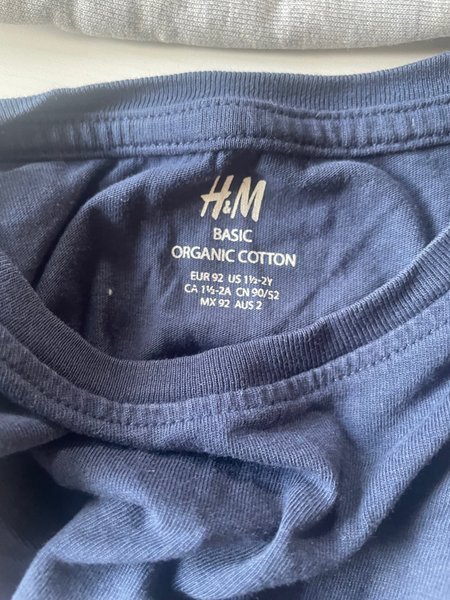 H&M
BASIC
ORGANIC COTTON
EUR 92 US 1½-2Y
CA 1½-2A CN 90/52
MX 92 AUS 2